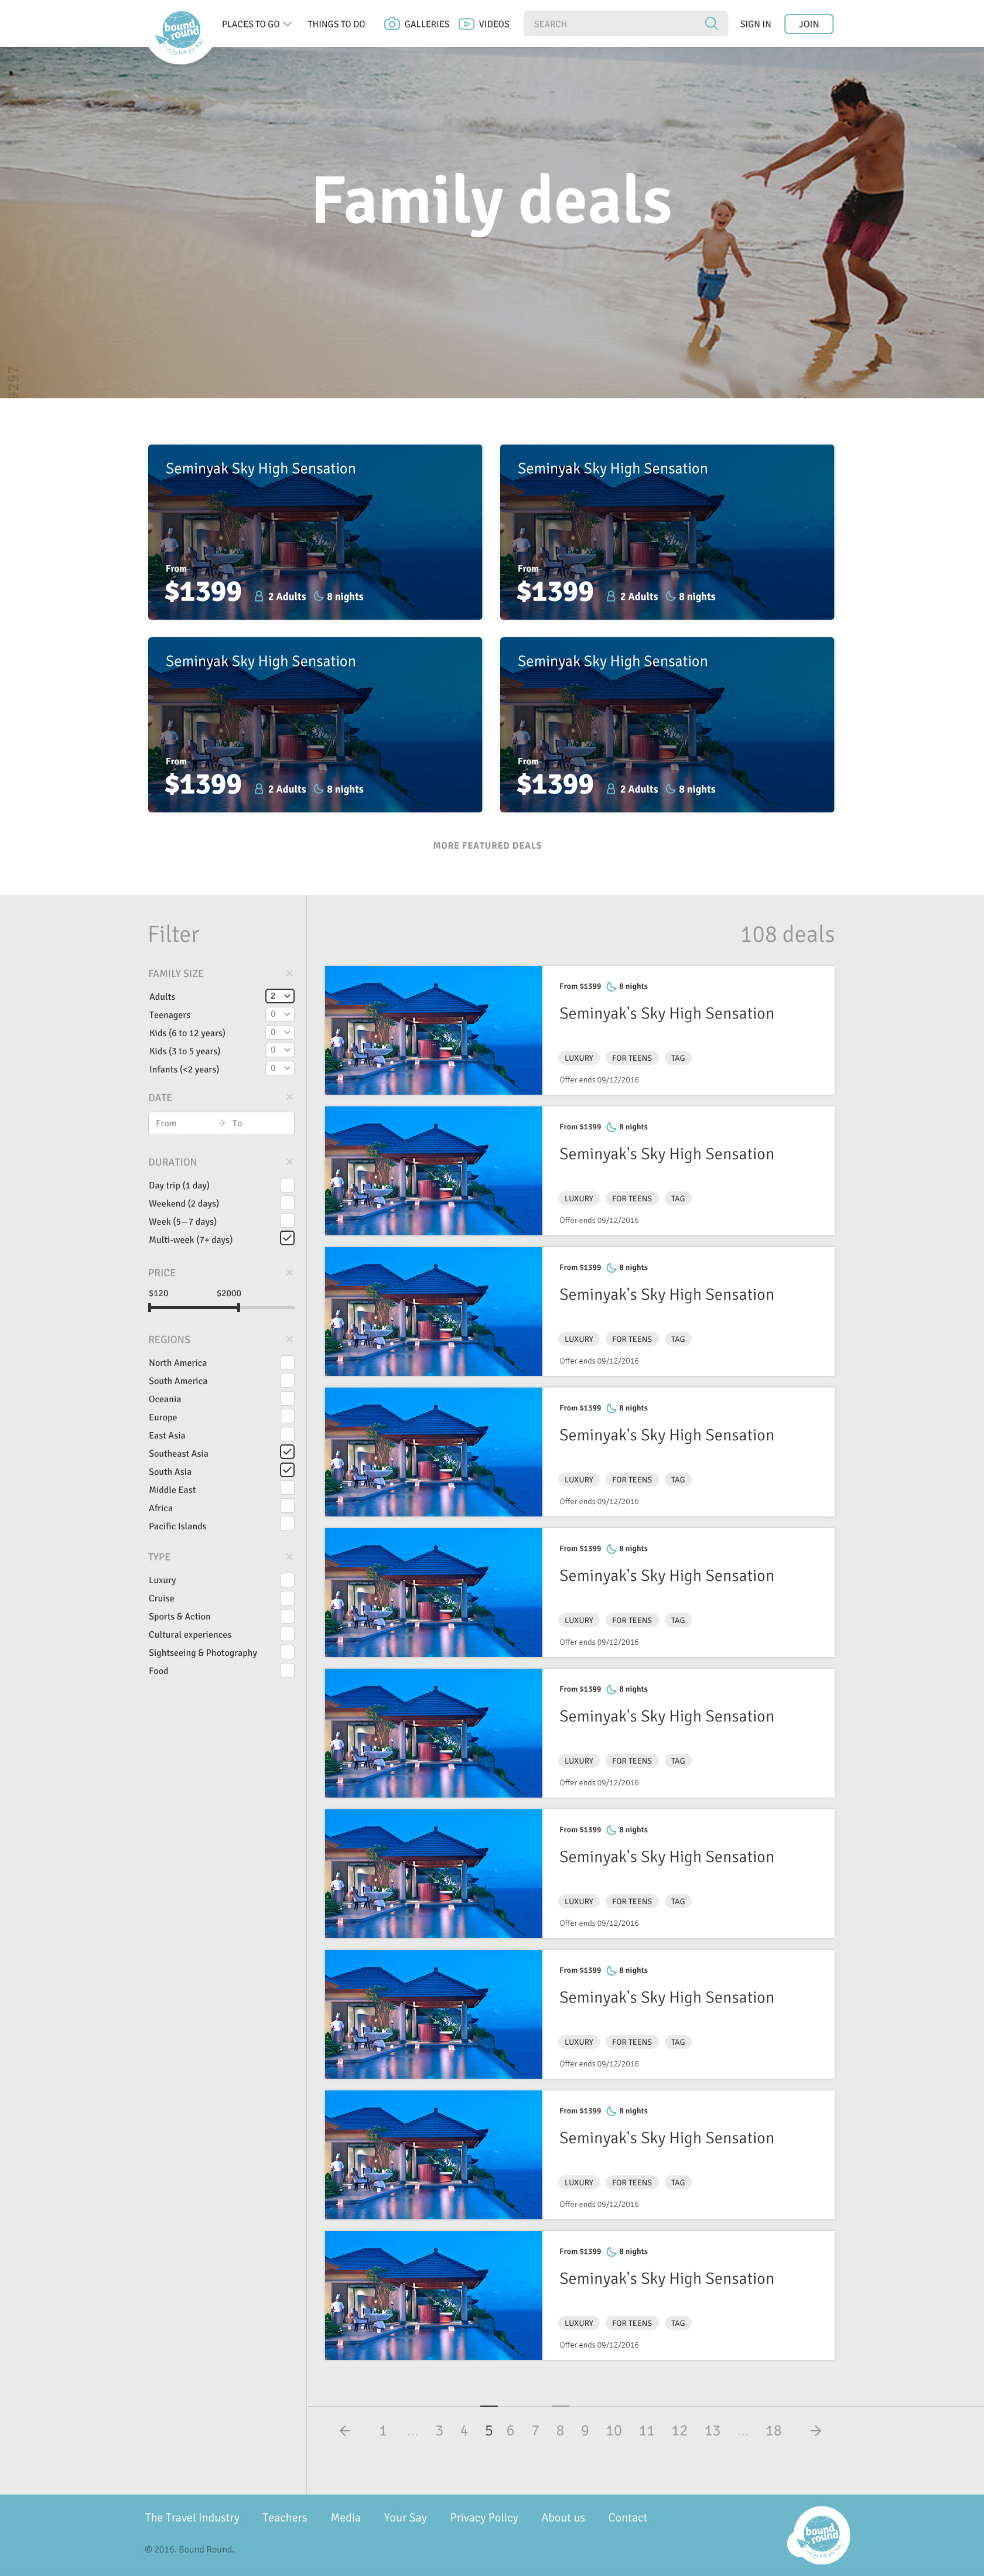 bound round
PLACES TO GO
THINGS TO DO
GALLERIES
VIDEOS
SEARCH
SIGN IN
JOIN
Family deals
9297
Seminyak Sky High Sensation
From
$1399 2 Adults 8 nights
Seminyak Sky High Sensation
From
$1399 2 Adults 8 nights
Seminyak Sky High Sensation
From
$1399 2 Adults 8 nights
Seminyak Sky High Sensation
From
$1399 2 Adults 8 nights
MORE FEATURED DEALS
Filter
FAMILY SIZE
Adults 2
Teenagers 0
Kids (6 to 12 years) 0
Kids (3 to 5 years) 0
Infants (<2 years) 0
DATE
From → To
DURATION
Day trip (1 day)
Weekend (2 days)
Week (5—7 days)
Multi-week (7+ days)
PRICE
$120 $2000
REGIONS
North America
South America
Oceania
Europe
East Asia
Southeast Asia
South Asia
Middle East
Africa
Pacific Islands
TYPE
Luxury
Cruise
Sports & Action
Cultural experiences
Sightseeing & Photography
Food
108 deals
From $1399 8 nights
Seminyak's Sky High Sensation
LUXURY FOR TEENS TAG
Offer ends 09/12/2016
From $1399 8 nights
Seminyak's Sky High Sensation
LUXURY FOR TEENS TAG
Offer ends 09/12/2016
From $1399 8 nights
Seminyak's Sky High Sensation
LUXURY FOR TEENS TAG
Offer ends 09/12/2016
From $1399 8 nights
Seminyak's Sky High Sensation
LUXURY FOR TEENS TAG
Offer ends 09/12/2016
From $1399 8 nights
Seminyak's Sky High Sensation
LUXURY FOR TEENS TAG
Offer ends 09/12/2016
From $1399 8 nights
Seminyak's Sky High Sensation
LUXURY FOR TEENS TAG
Offer ends 09/12/2016
From $1399 8 nights
Seminyak's Sky High Sensation
LUXURY FOR TEENS TAG
Offer ends 09/12/2016
From $1399 8 nights
Seminyak's Sky High Sensation
LUXURY FOR TEENS TAG
Offer ends 09/12/2016
From $1399 8 nights
Seminyak's Sky High Sensation
LUXURY FOR TEENS TAG
Offer ends 09/12/2016
From $1399 8 nights
Seminyak's Sky High Sensation
LUXURY FOR TEENS TAG
Offer ends 09/12/2016
← 1 ... 3 4 5 6 7 8 9 10 11 12 13 ... 18 →
The Travel Industry Teachers Media Your Say Privacy Policy About us Contact
© 2016. Bound Round.
bound round